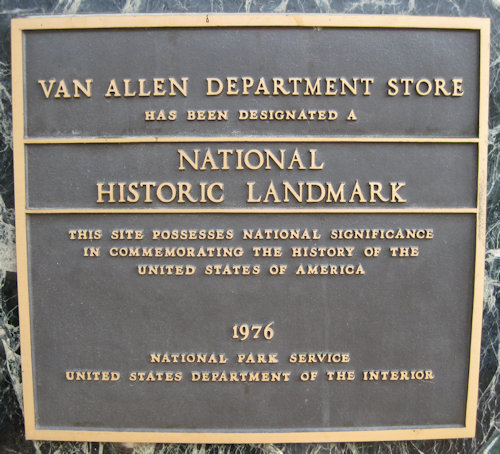 VAN ALLEN DEPARTMENT STORE
HAS BEEN DESIGNATED A
NATIONAL
HISTORIC LANDMARK
THIS SITE POSSESSES NATIONAL SIGNIFICANCE
IN COMMEMORATING THE HISTORY OF THE
UNITED STATES OF AMERICA
1976
NATIONAL PARK SERVICE
UNITED STATES DEPARTMENT OF THE INTERIOR